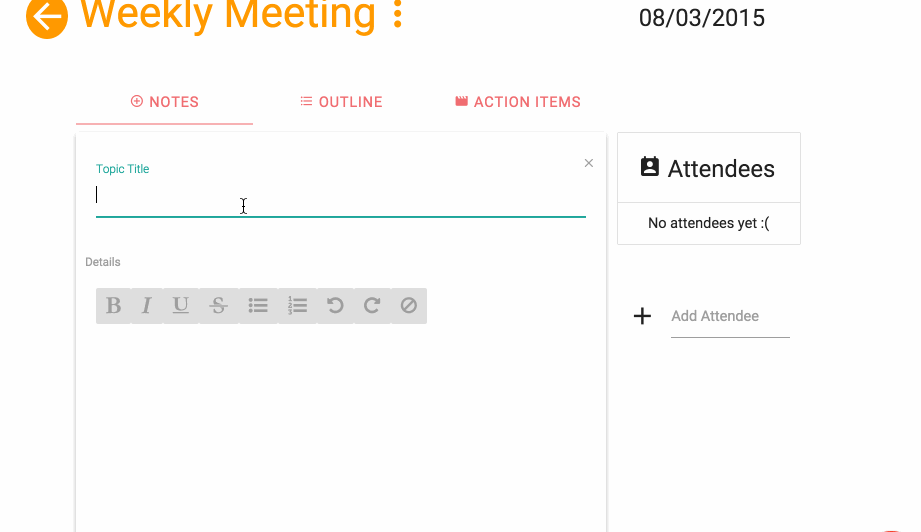 Weekly Meeting
08/03/2015
NOTES
OUTLINE
ACTION ITEMS
Topic Title
Details
B I U S
Attendees
No attendees yet :(
Add Attendee